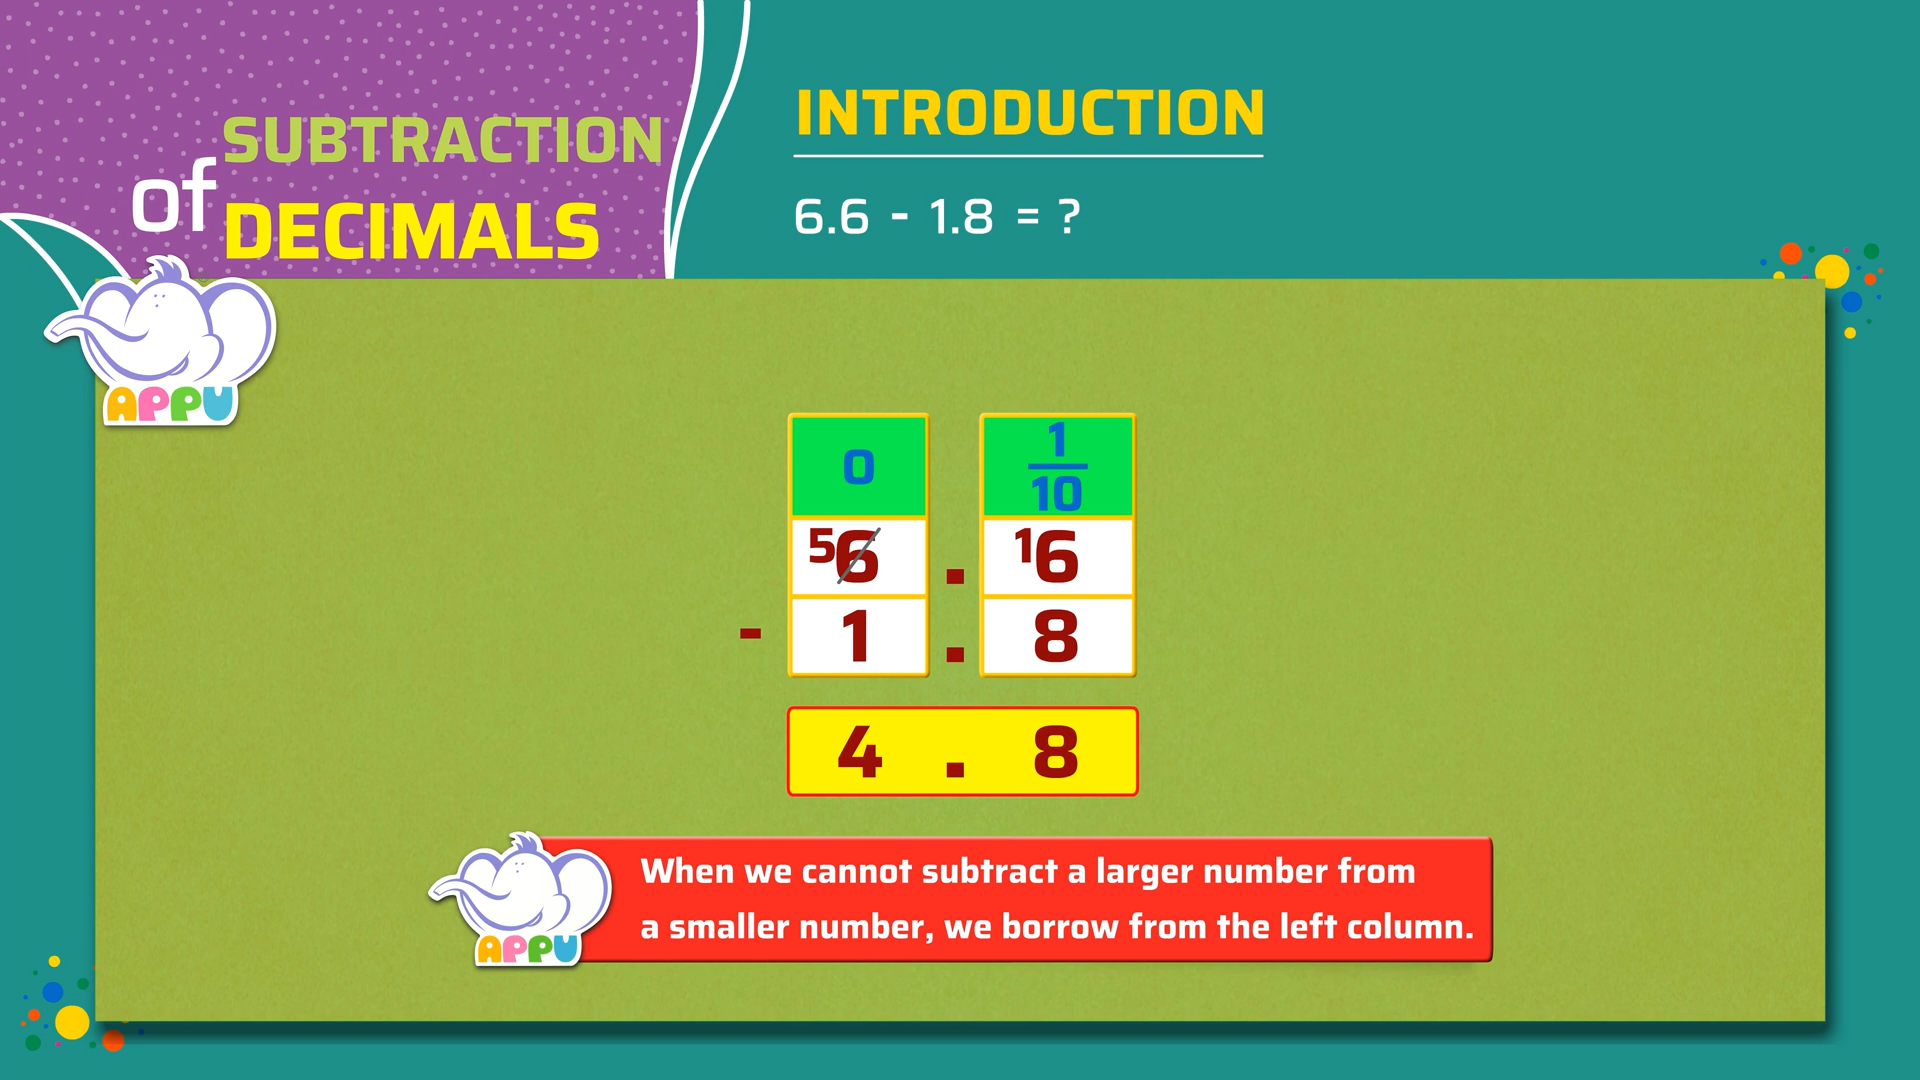 SUBTRACTION
of
DECIMALS
INTRODUCTION
6.6 - 1.8 = ?
APPU
0 1/10
5 6 . 1 6
- 1 . 8
4 . 8
When we cannot subtract a larger number from
a smaller number, we borrow from the left column.
APPU